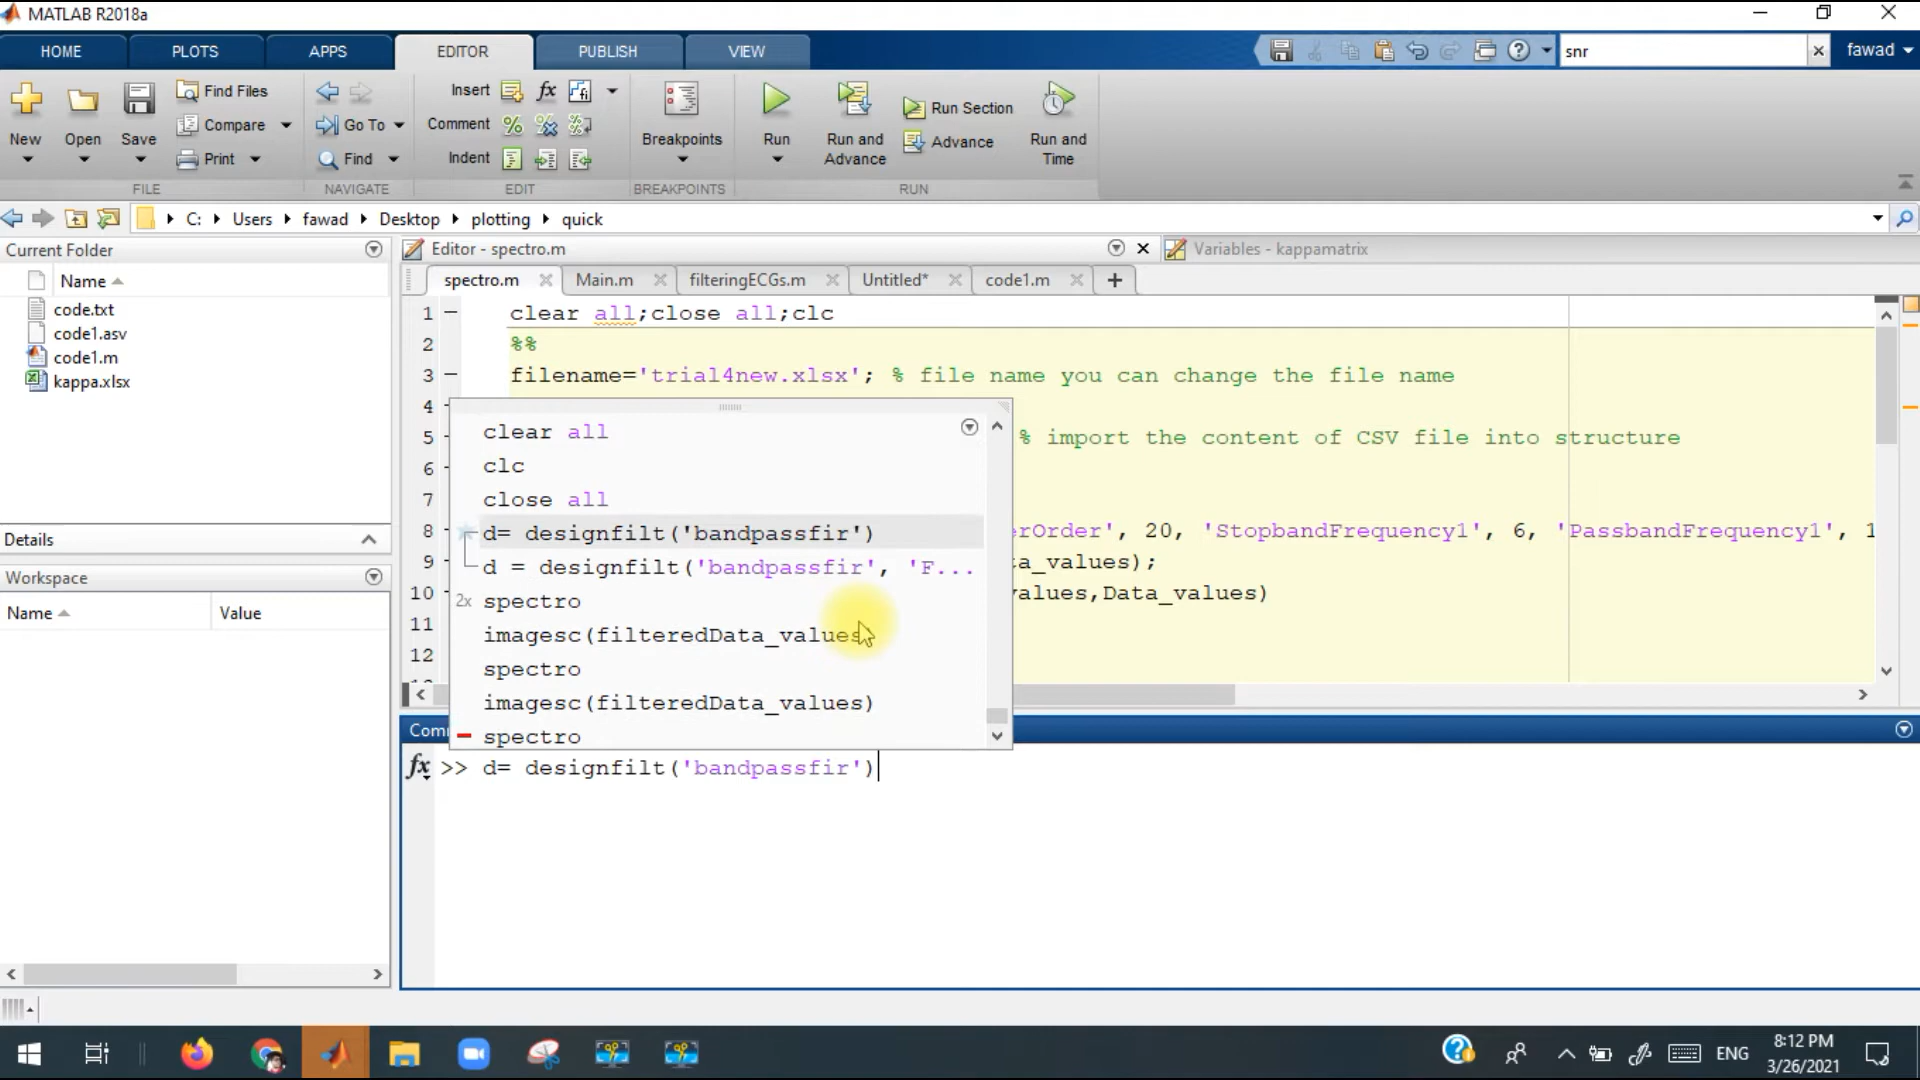 MATLAB R2018a
HOME PLOTS APPS EDITOR PUBLISH VIEW snr fawad
New Open Save Find Files Compare Print
FILE
Go To Find
NAVIGATE
Insert fx
Comment
Indent
EDIT
Breakpoints
BREAKPOINTS
Run Run and Advance Run Section Advance Run and Time
RUN
C: Users fawad Desktop plotting quick
Current Folder
Name
code.txt
code1.asv
code1.m
kappa.xlsx
Details
Workspace
Name Value
Editor - spectro.m
Variables - kappamatrix
spectro.m Main.m filteringECGs.m Untitled* code1.m
1 clear all;close all;clc
2 %%
3 filename='trial4new.xlsx'; % file name you can change the file name
4
5 % import the content of CSV file into structure
6
7
8 erOrder', 20, 'StopbandFrequency1', 6, 'PassbandFrequency1', 1
9 ta_values);
10 values,Data_values)
11
12
clear all
clc
close all
d= designfilt('bandpassfir')
d = designfilt('bandpassfir', 'F...
2x spectro
imagesc(filteredData_values)
spectro
imagesc(filteredData_values)
spectro
Com
fx >> d= designfilt('bandpassfir')
ENG
8:12 PM
3/26/2021